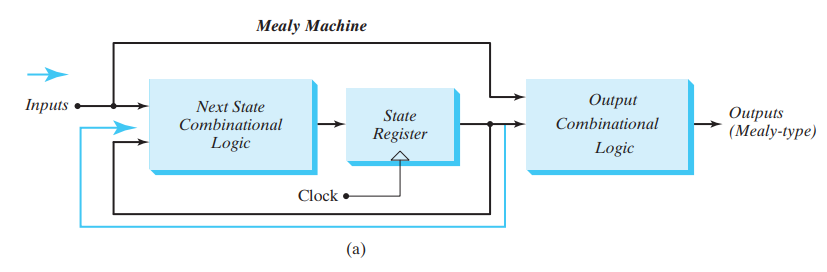 Mealy Machine
Inputs
Next State
Combinational
Logic
State
Register
Output
Combinational
Logic
Outputs
(Mealy-type)
Clock
(a)